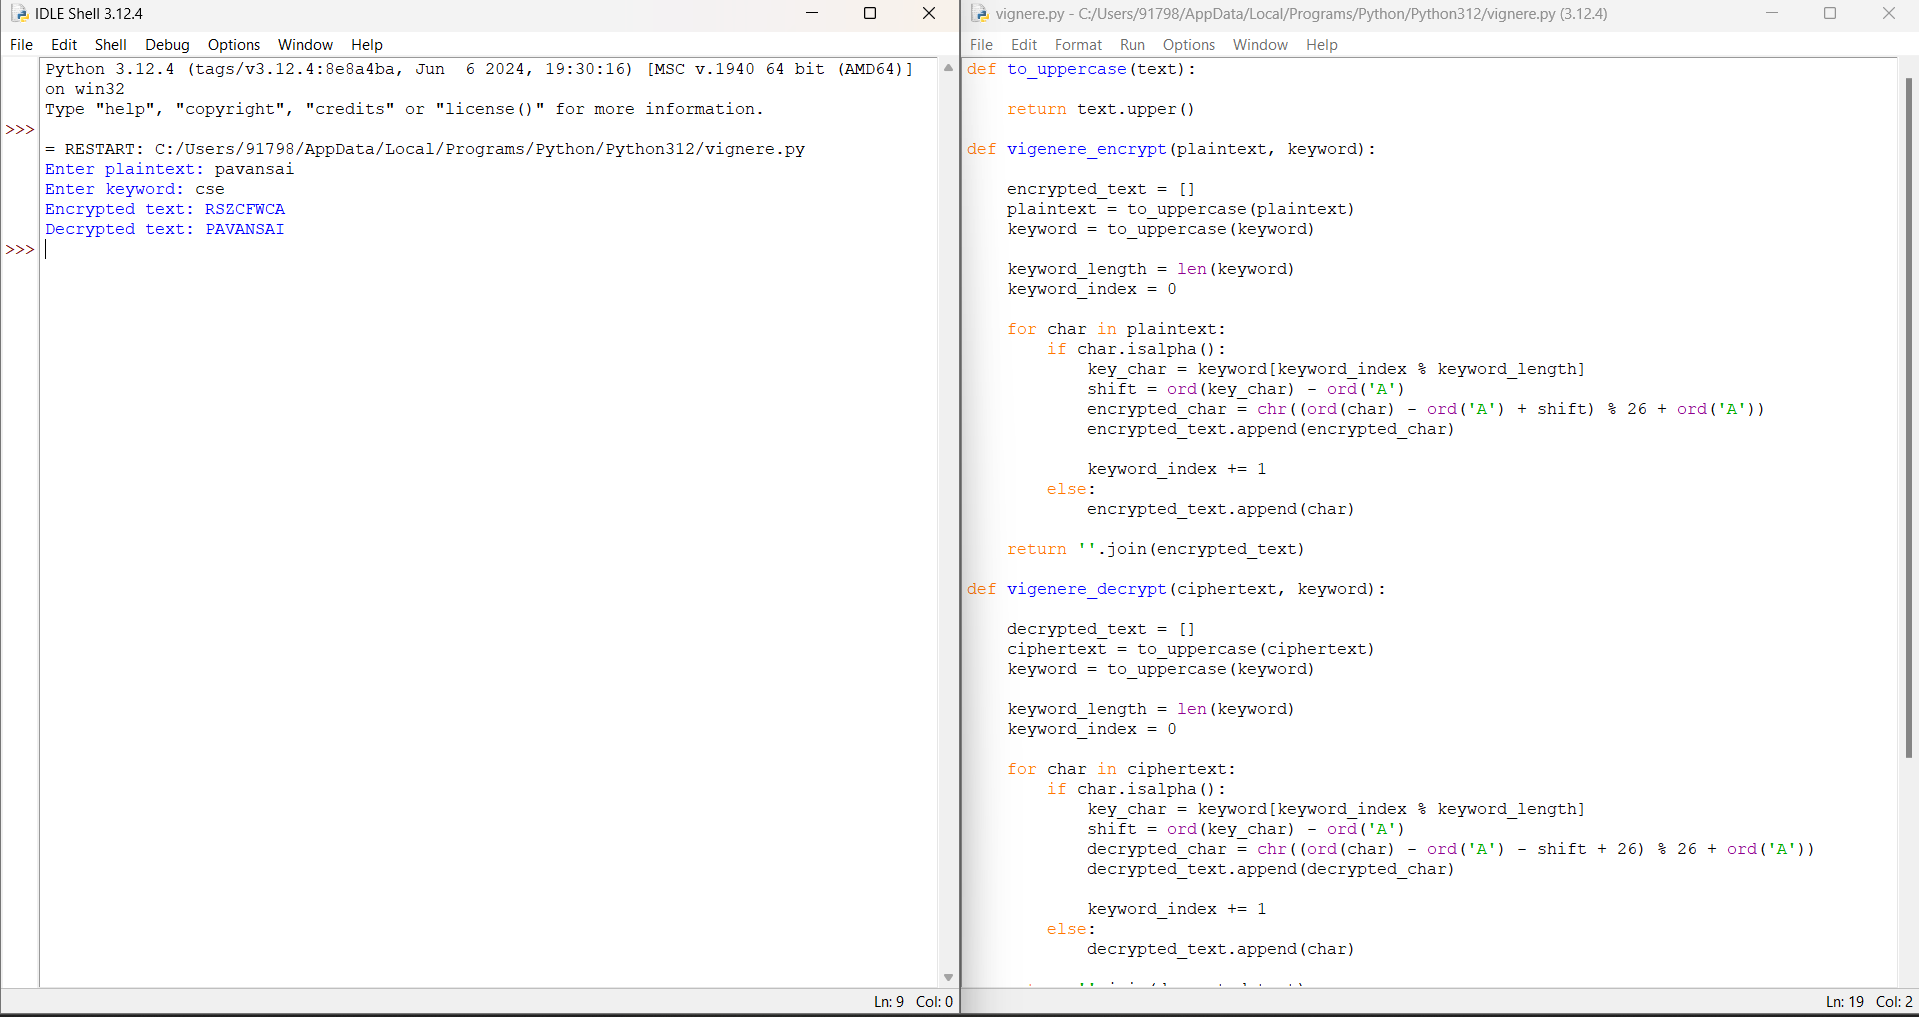 IDLE Shell 3.12.4
File Edit Shell Debug Options Window Help
Python 3.12.4 (tags/v3.12.4:8e8a4ba, Jun  6 2024, 19:30:16) [MSC v.1940 64 bit (AMD64)]
on win32
Type "help", "copyright", "credits" or "license()" for more information.
>>>
= RESTART: C:/Users/91798/AppData/Local/Programs/Python/Python312/vignere.py
Enter plaintext: pavansai
Enter keyword: cse
Encrypted text: RSZCFWCA
Decrypted text: PAVANSAI
>>>
Ln: 9 Col: 0
vignere.py - C:/Users/91798/AppData/Local/Programs/Python/Python312/vignere.py (3.12.4)
File Edit Format Run Options Window Help
def to_uppercase(text):
    return text.upper()
def vigenere_encrypt(plaintext, keyword):
    encrypted_text = []
    plaintext = to_uppercase(plaintext)
    keyword = to_uppercase(keyword)
    keyword_length = len(keyword)
    keyword_index = 0
    for char in plaintext:
        if char.isalpha():
            key_char = keyword[keyword_index % keyword_length]
            shift = ord(key_char) - ord('A')
            encrypted_char = chr((ord(char) - ord('A') + shift) % 26 + ord('A'))
            encrypted_text.append(encrypted_char)
            keyword_index += 1
        else:
            encrypted_text.append(char)
    return ''.join(encrypted_text)
def vigenere_decrypt(ciphertext, keyword):
    decrypted_text = []
    ciphertext = to_uppercase(ciphertext)
    keyword = to_uppercase(keyword)
    keyword_length = len(keyword)
    keyword_index = 0
    for char in ciphertext:
        if char.isalpha():
            key_char = keyword[keyword_index % keyword_length]
            shift = ord(key_char) - ord('A')
            decrypted_char = chr((ord(char) - ord('A') - shift + 26) % 26 + ord('A'))
            decrypted_text.append(decrypted_char)
            keyword_index += 1
        else:
            decrypted_text.append(char)
Ln: 19 Col: 2